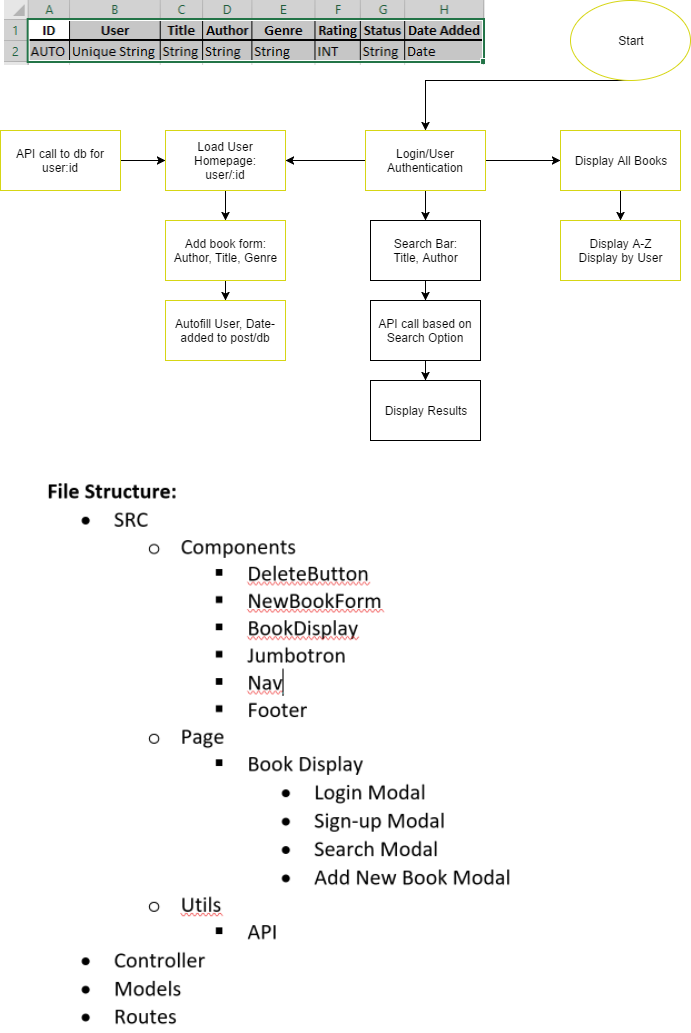 A B C D E F G H
1 ID User Title Author Genre Rating Status Date Added
2 AUTO Unique String String String String INT String Date
Start
API call to db for
user:id
Load User
Homepage:
user/:id
Login/User
Authentication
Display All Books
Add book form:
Author, Title, Genre
Search Bar:
Title, Author
Display A-Z
Display by User
Autofill User, Date-
added to post/db
API call based on
Search Option
Display Results
File Structure:
SRC
Components
DeleteButton
NewBookForm
BookDisplay
Jumbotron
Nav
Footer
Page
Book Display
Login Modal
Sign-up Modal
Search Modal
Add New Book Modal
Utils
API
Controller
Models
Routes